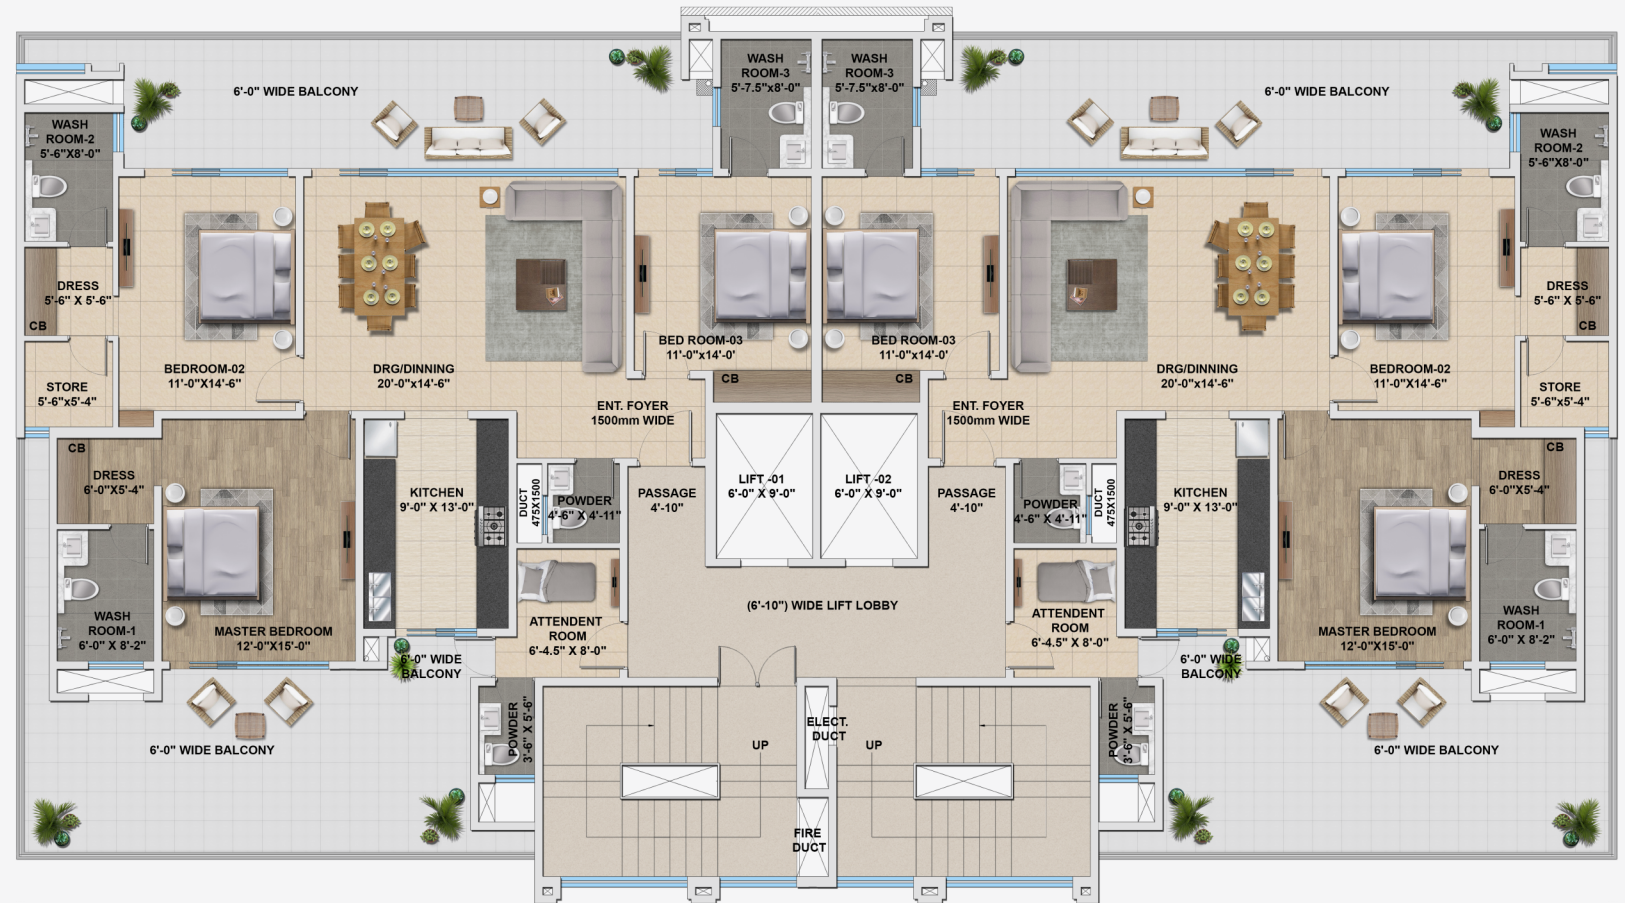 WASH
ROOM-3
5'-7.5"x8'-0"
WASH
ROOM-3
5'-7.5"x8'-0"
6'-0" WIDE BALCONY
6'-0" WIDE BALCONY
WASH
ROOM-2
5'-6"X8'-0"
WASH
ROOM-2
5'-6"X8'-0"
DRESS
5'-6" X 5'-6"
CB
DRESS
5'-6" X 5'-6"
CB
BEDROOM-02
11'-0"X14'-6"
DRG/DINNING
20'-0"x14'-6"
BED ROOM-03
11'-0"x14'-0'
CB
BED ROOM-03
11'-0"x14'-0'
CB
DRG/DINNING
20'-0"x14'-6"
BEDROOM-02
11'-0"X14'-6"
STORE
5'-6"x5'-4"
STORE
5'-6"x5'-4"
ENT. FOYER
1500mm WIDE
ENT. FOYER
1500mm WIDE
CB
DRESS
6'-0"X5'-4"
KITCHEN
9'-0" X 13'-0"
DUCT
475X1500
POWDER
4'-6" X 4'-11"
PASSAGE
4'-10"
LIFT -01
6'-0" X 9'-0"
LIFT -02
6'-0" X 9'-0"
PASSAGE
4'-10"
POWDER
4'-6" X 4'-11"
DUCT
475X1500
KITCHEN
9'-0" X 13'-0"
CB
DRESS
6'-0"X5'-4"
WASH
ROOM-1
6'-0" X 8'-2"
MASTER BEDROOM
12'-0"X15'-0"
ATTENDENT
ROOM
6'-4.5" X 8'-0"
(6'-10") WIDE LIFT LOBBY
ATTENDENT
ROOM
6'-4.5" X 8'-0"
MASTER BEDROOM
12'-0"X15'-0"
WASH
ROOM-1
6'-0" X 8'-2"
6'-0" WIDE
BALCONY
6'-0" WIDE
BALCONY
6'-0" WIDE BALCONY
POWDER
3'-6" X 5'-6"
UP
ELECT.
DUCT
UP
POWDER
3'-6" X 5'-6"
6'-0" WIDE BALCONY
FIRE
DUCT